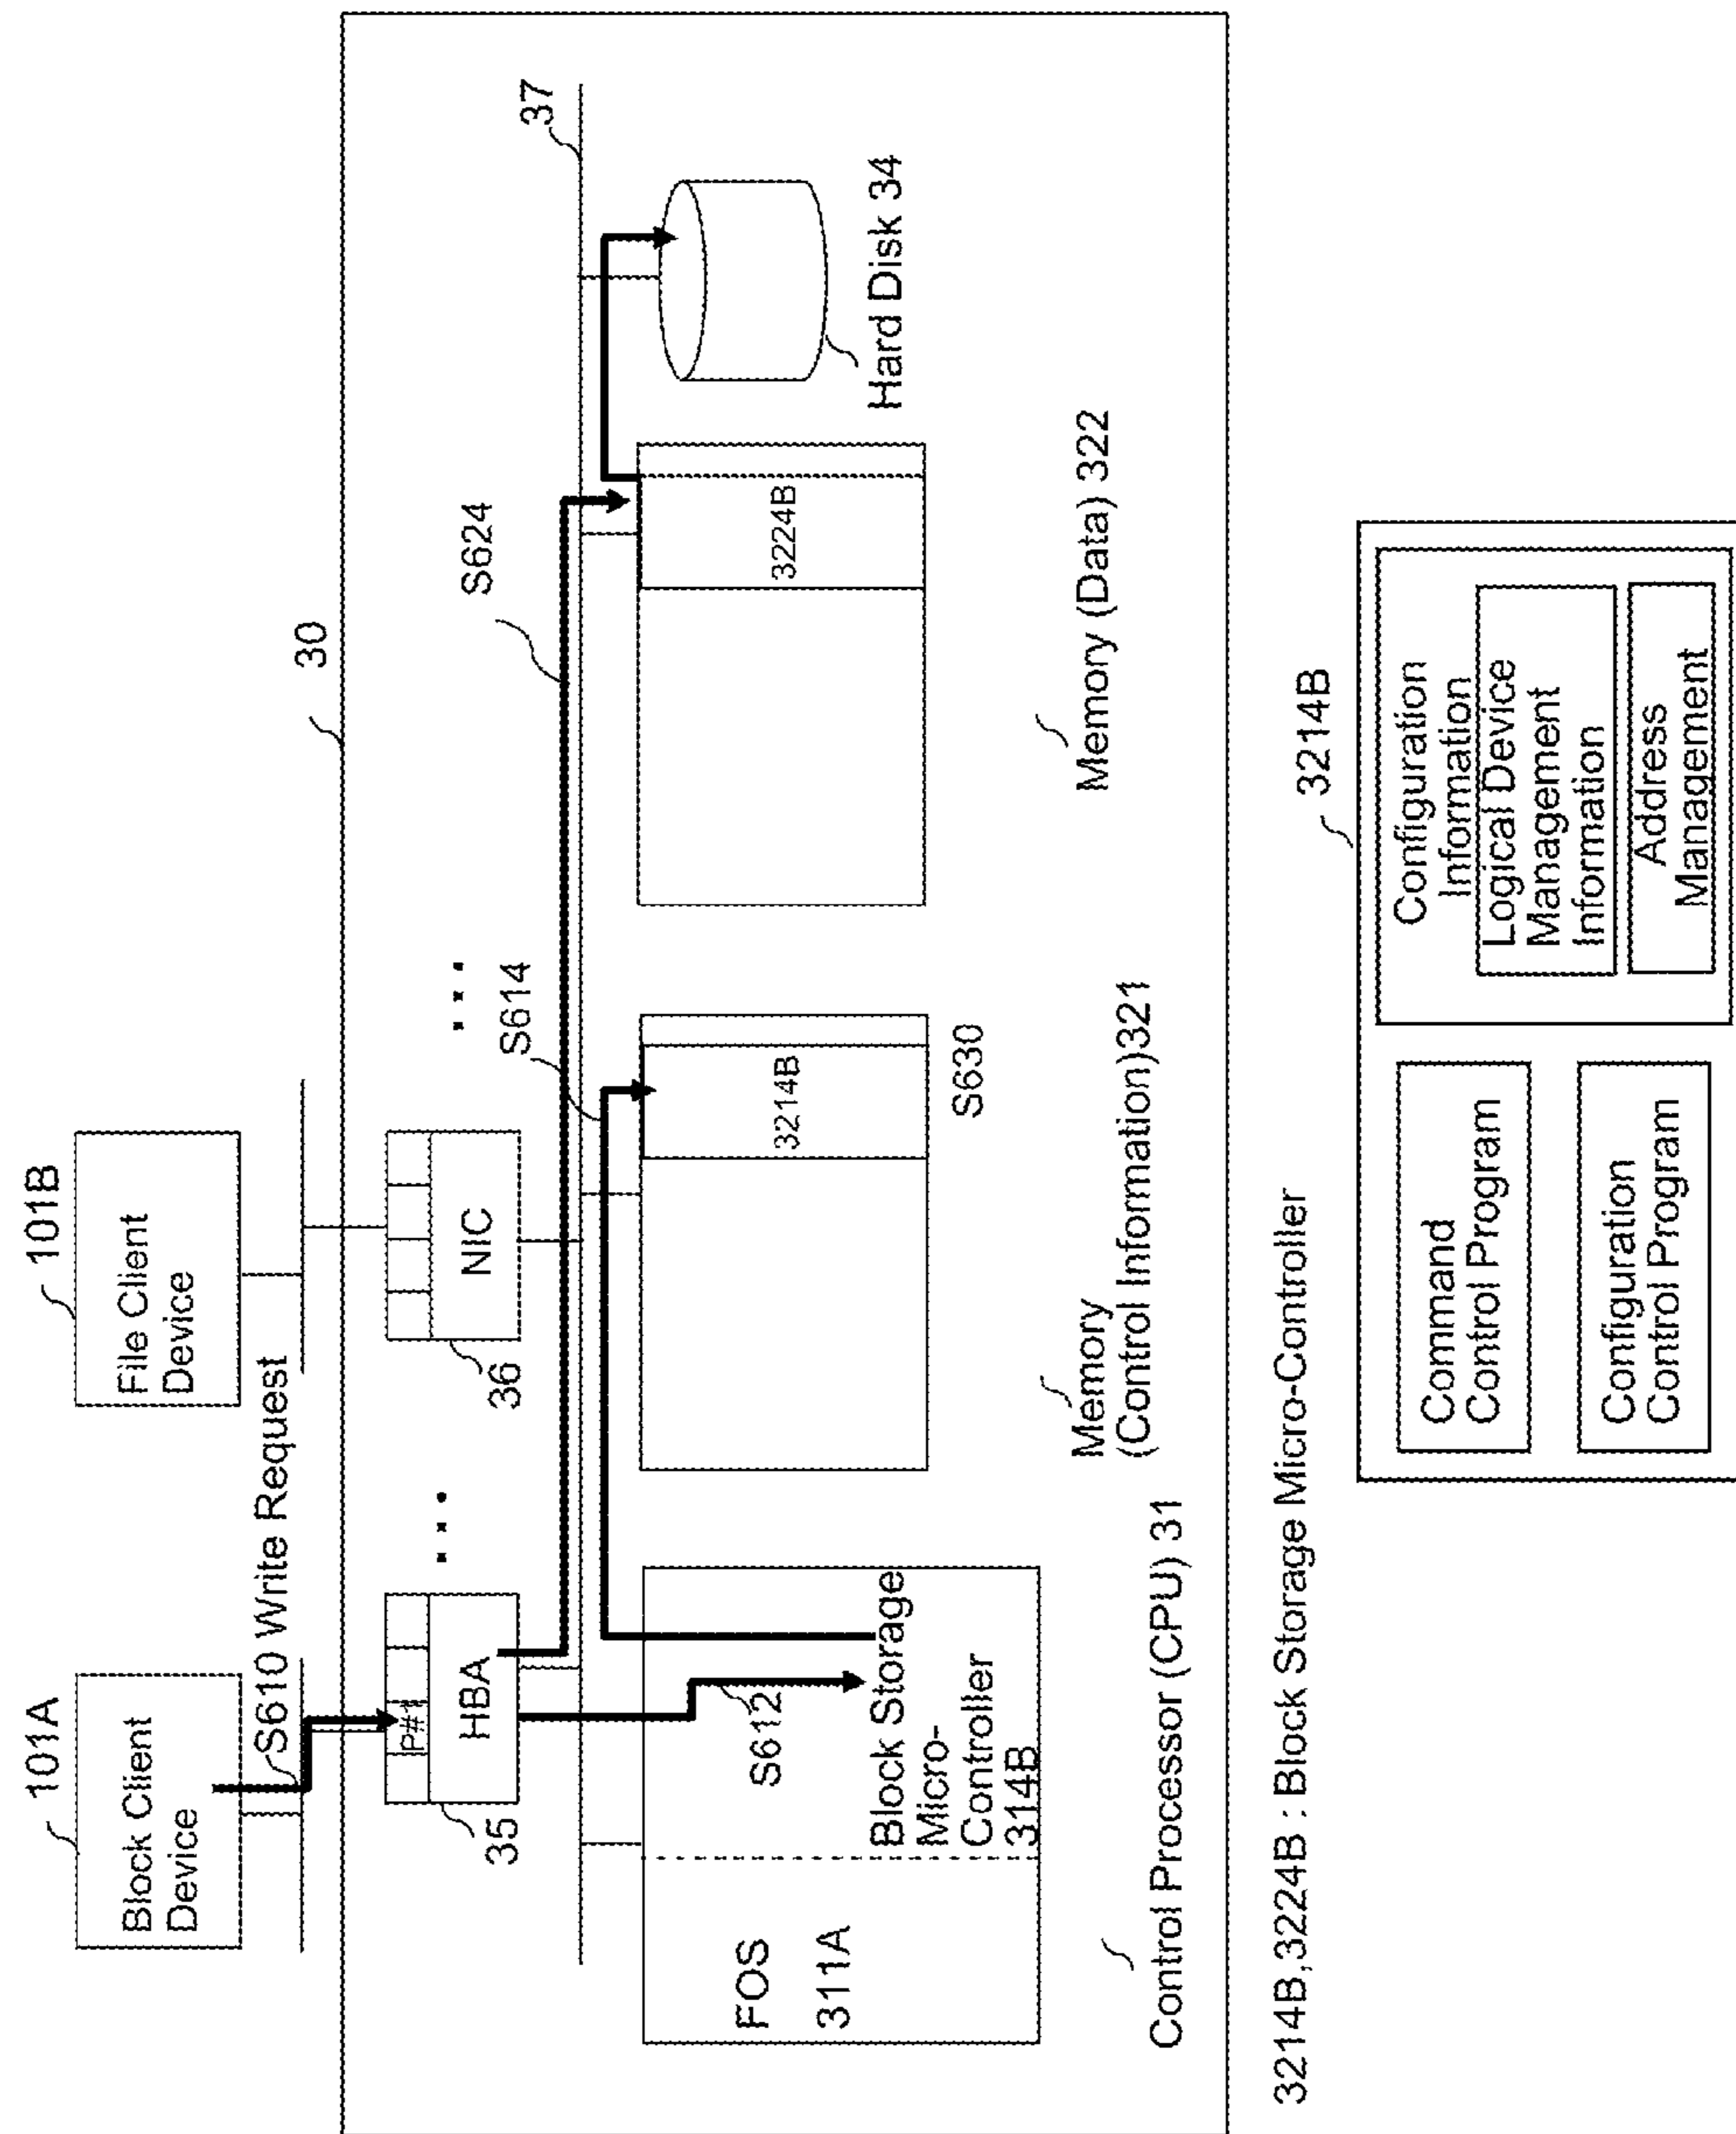 101A
Block Client
Device
101B
File Client
Device
S610 Write Request
30
P#1
HBA
35
NIC
36
S614
S624
37
S612
FOS
311A
Block Storage
Micro-
Controller
314B
3214B
S630
3224B
Hard Disk 34
Control Processor (CPU) 31
Memory
(Control Information)321
Memory (Data) 322
3214B,3224B : Block Storage Micro-Controller
3214B
Command
Control Program
Configuration
Control Program
Configuration
Information
Logical Device
Management
Information
Address
Management